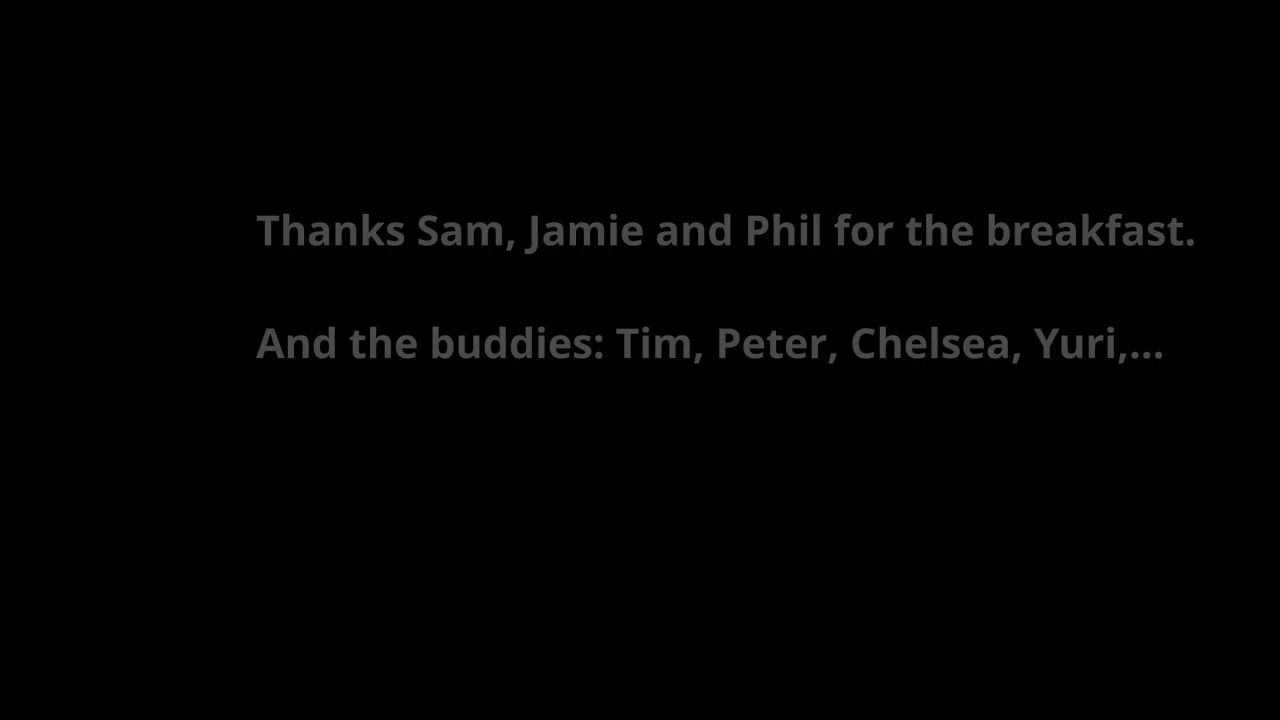 Thanks Sam, Jamie and Phil for the breakfast.
And the buddies: Tim, Peter, Chelsea, Yuri,...